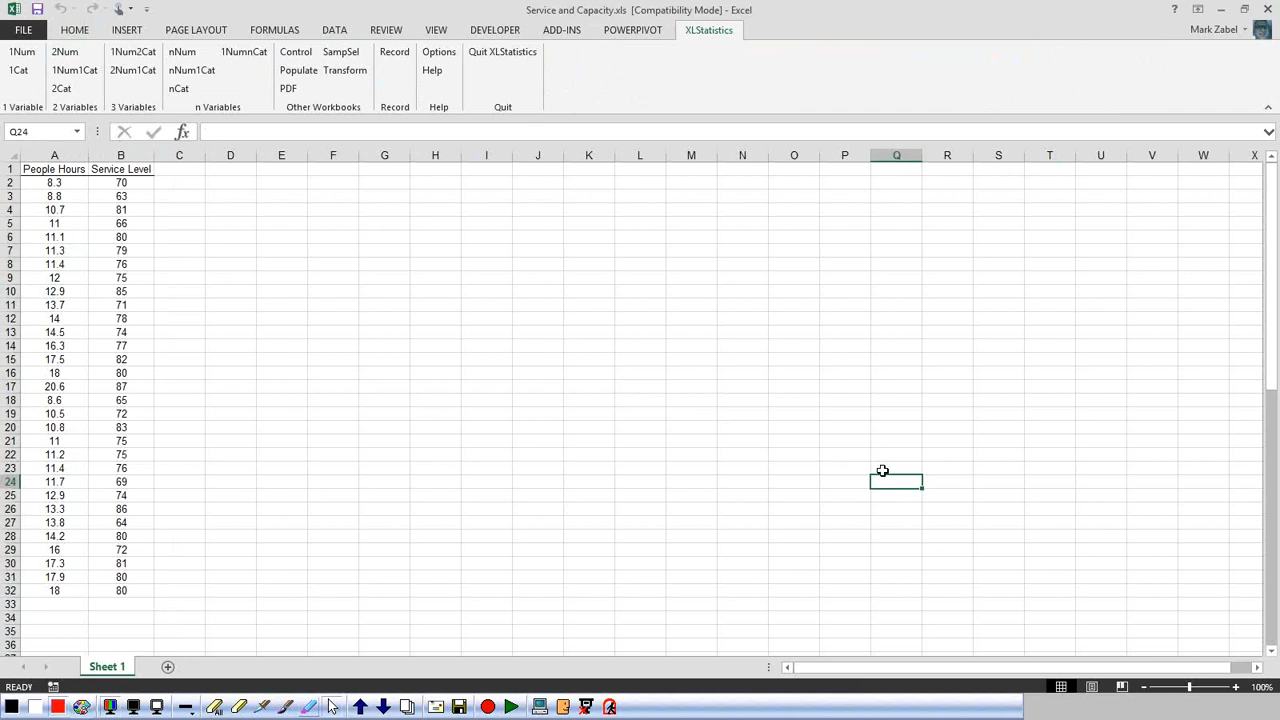 Service and Capacity.xls [Compatibility Mode] - Excel
FILE HOME INSERT PAGE LAYOUT FORMULAS DATA REVIEW VIEW DEVELOPER ADD-INS POWERPIVOT XLStatistics Mark Zabel
1Num 2Num 1Num2Cat nNum 1NumnCat Control SampSel Record Options Quit XLStatistics
1Cat 1Num1Cat 2Num1Cat nNum1Cat Populate Transform Help
2Cat nCat PDF
1 Variable 2 Variables 3 Variables n Variables Other Workbooks Record Help Quit
Q24 fx
A B C D E F G H I J K L M N O P Q R S T U V W X
1 People Hours Service Level
2 8.3 70
3 8.8 63
4 10.7 81
5 11 66
6 11.1 80
7 11.3 79
8 11.4 76
9 12 75
10 12.9 85
11 13.7 71
12 14 78
13 14.5 74
14 16.3 77
15 17.5 82
16 18 80
17 20.6 87
18 8.6 65
19 10.5 72
20 10.8 83
21 11 75
22 11.2 75
23 11.4 76
24 11.7 69
25 12.9 74
26 13.3 86
27 13.8 64
28 14.2 80
29 16 72
30 17.3 81
31 17.9 80
32 18 80
33
34
35
36
Sheet 1
READY 100%